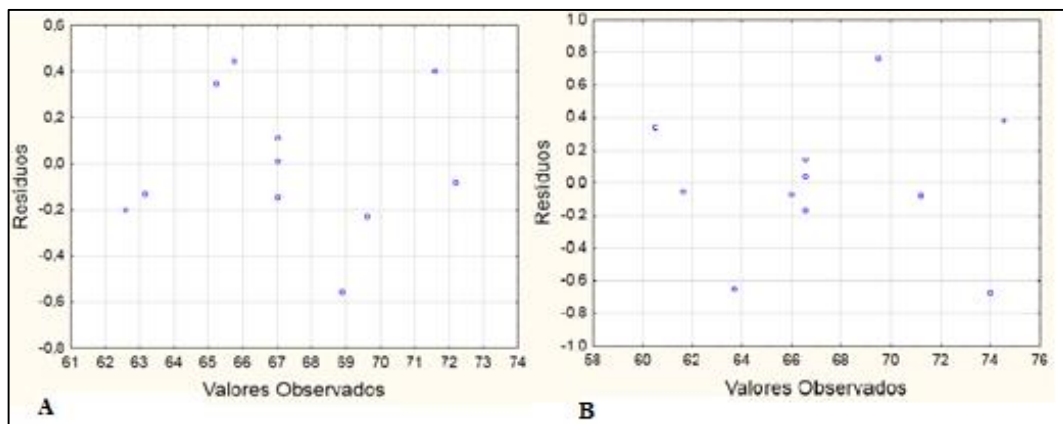 0,6
0,4
0,2
0,0
-0,2
-0,4
-0,6
-0,8
Resíduos
61 62 63 64 65 66 67 68 69 70 71 72 73 74
Valores Observados
A
1,0
0,8
0,6
0,4
0,2
0,0
-0,2
-0,4
-0,6
-0,8
-1,0
Resíduos
58 60 62 64 66 68 70 72 74 76
Valores Observados
B